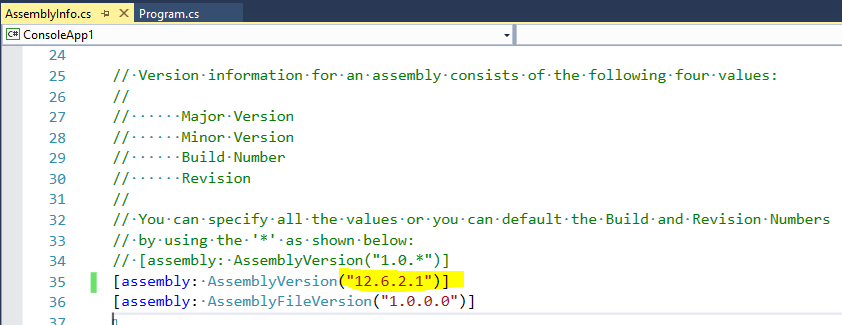 AssemblyInfo.cs Program.cs
C# ConsoleApp1
24
25 // Version information for an assembly consists of the following four values:
26 //
27 // Major Version
28 // Minor Version
29 // Build Number
30 // Revision
31 //
32 // You can specify all the values or you can default the Build and Revision Numbers
33 // by using the '*' as shown below:
34 // [assembly: AssemblyVersion("1.0.*")]
35 [assembly: AssemblyVersion("12.6.2.1")]
36 [assembly: AssemblyFileVersion("1.0.0.0")]
37